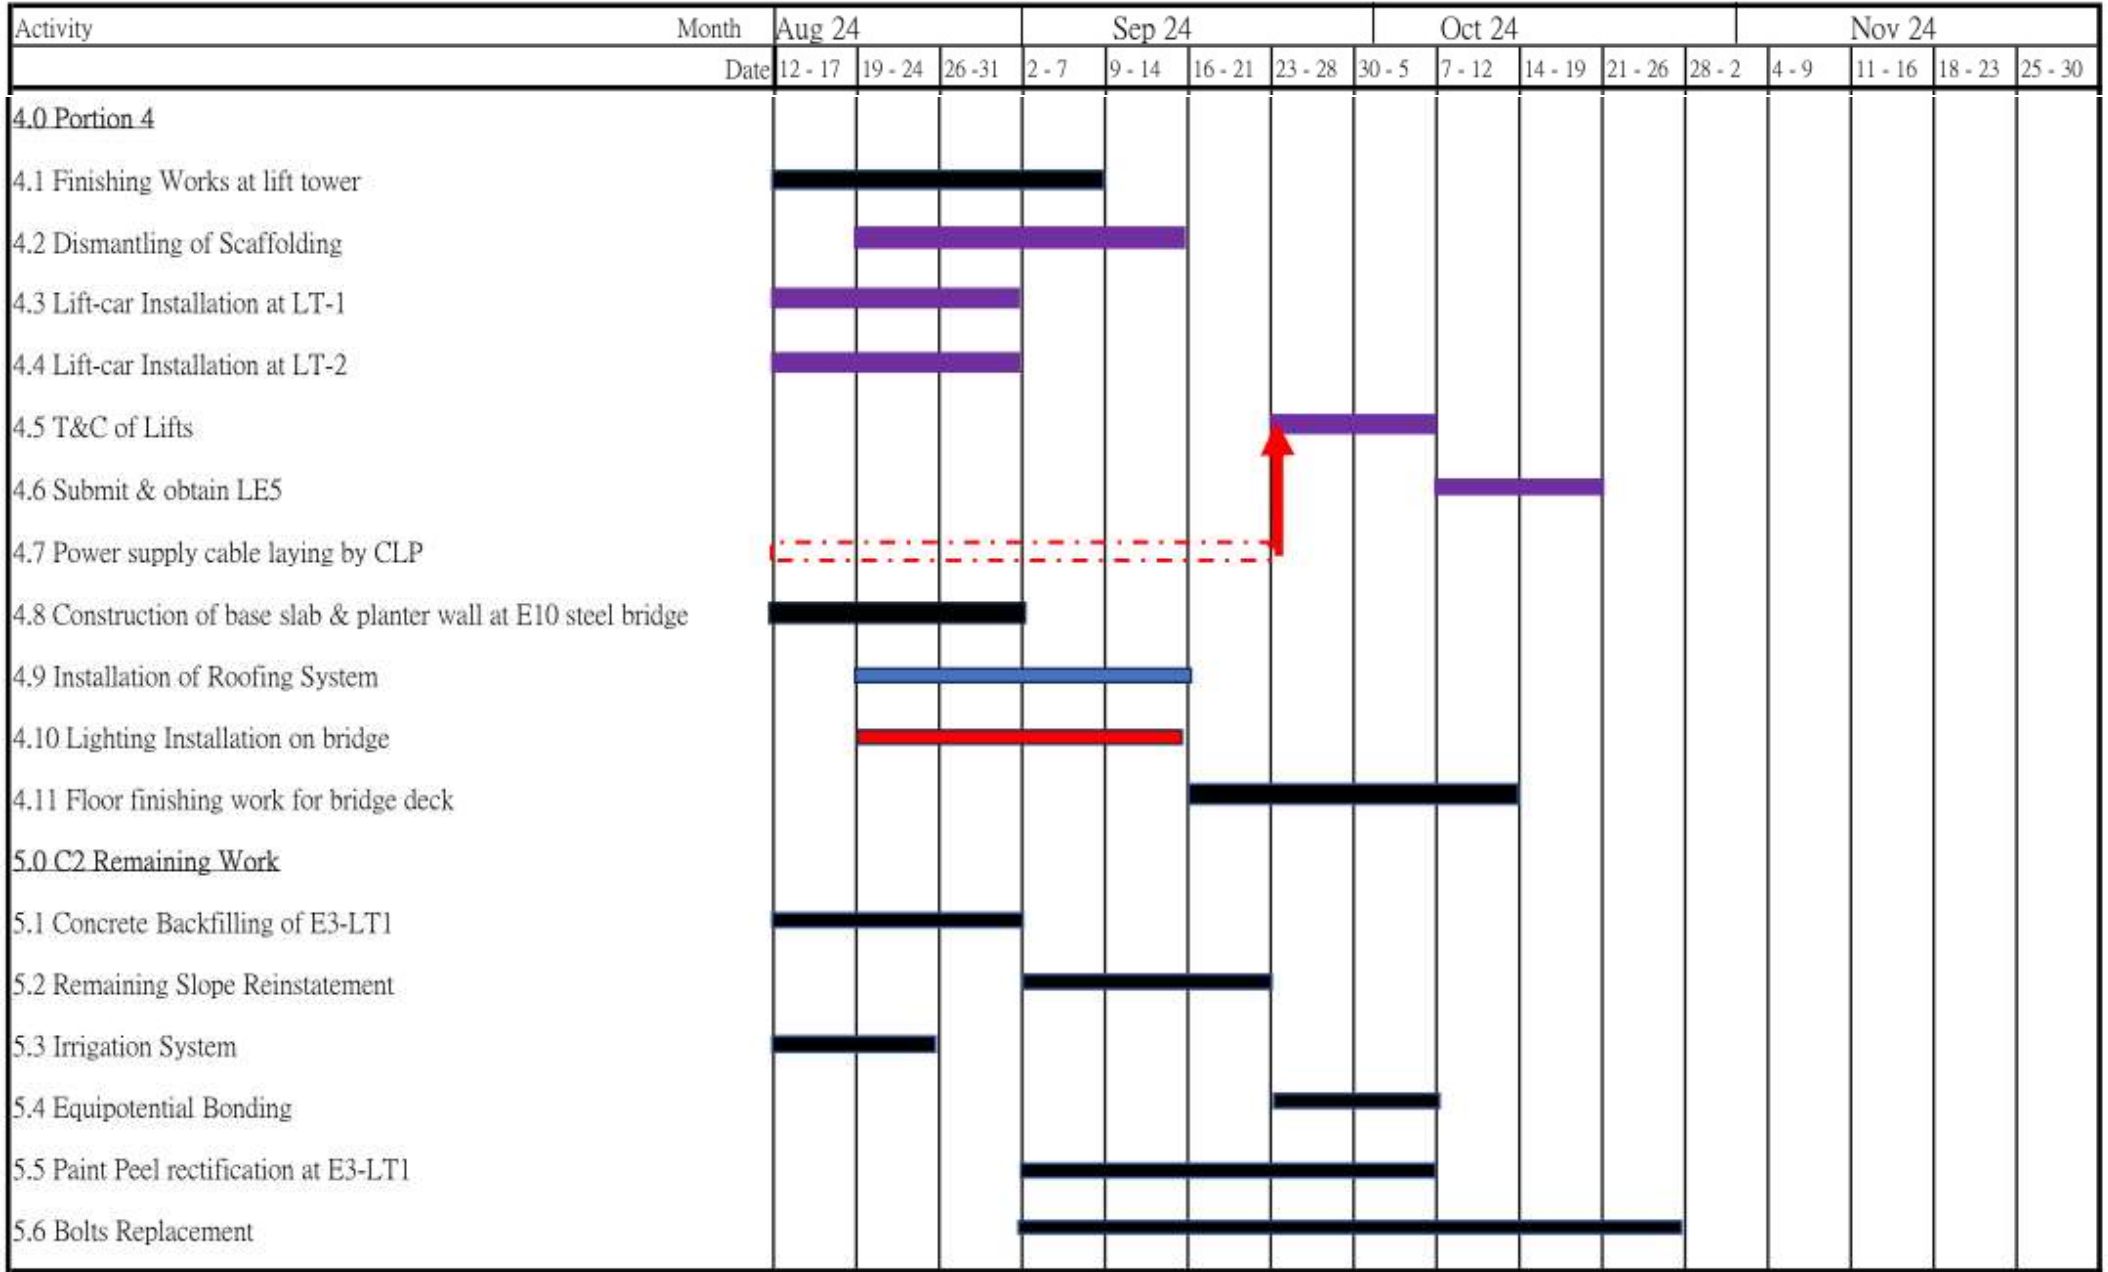 Activity Month Aug 24 Sep 24 Oct 24 Nov 24
Date 12 - 17 19 - 24 26 -31 2 - 7 9 - 14 16 - 21 23 - 28 30 - 5 7 - 12 14 - 19 21 - 26 28 - 2 4 - 9 11 - 16 18 - 23 25 - 30
4.0 Portion 4
4.1 Finishing Works at lift tower
4.2 Dismantling of Scaffolding
4.3 Lift-car Installation at LT-1
4.4 Lift-car Installation at LT-2
4.5 T&C of Lifts
4.6 Submit & obtain LE5
4.7 Power supply cable laying by CLP
4.8 Construction of base slab & planter wall at E10 steel bridge
4.9 Installation of Roofing System
4.10 Lighting Installation on bridge
4.11 Floor finishing work for bridge deck
5.0 C2 Remaining Work
5.1 Concrete Backfilling of E3-LT1
5.2 Remaining Slope Reinstatement
5.3 Irrigation System
5.4 Equipotential Bonding
5.5 Paint Peel rectification at E3-LT1
5.6 Bolts Replacement